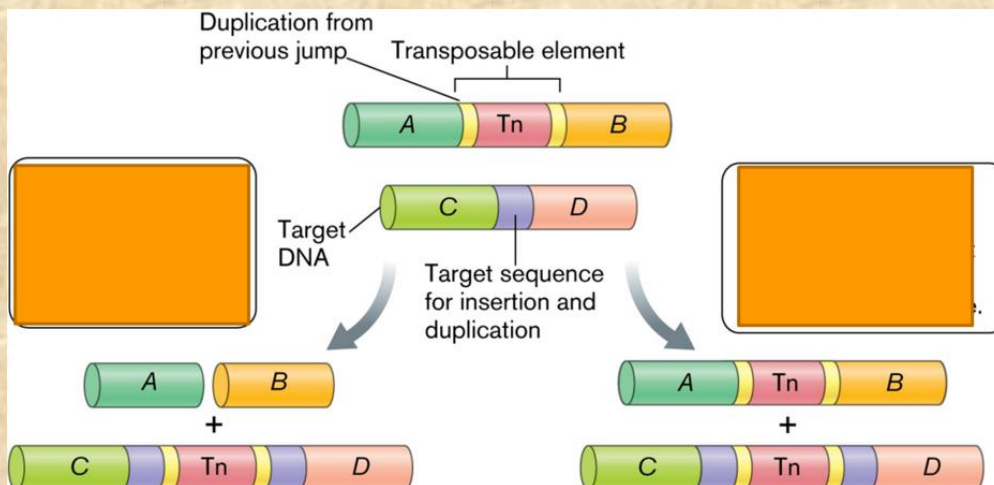 Duplication from
previous jump
Transposable element
A Tn B
C D
Target
DNA
Target sequence
for insertion and
duplication
A B
+
C Tn D
A Tn B
+
C Tn D
e.